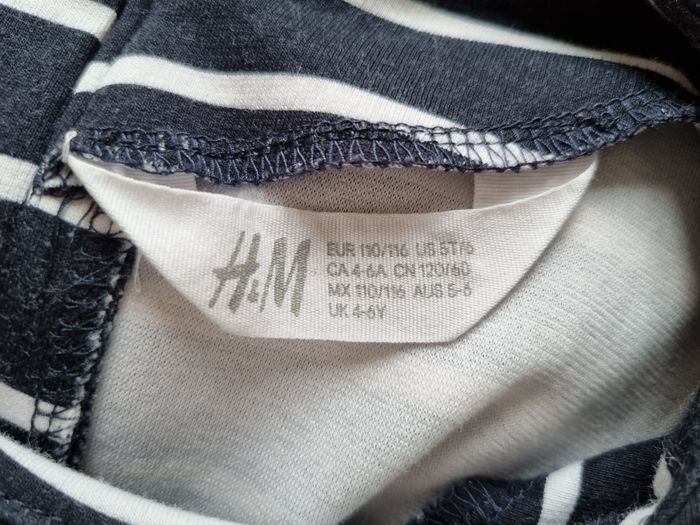 H&M
EUR 110/116 US 5T/6
CA 4-6A CN 120/60
MX 110/116 AUS 5-6
UK 4-6Y